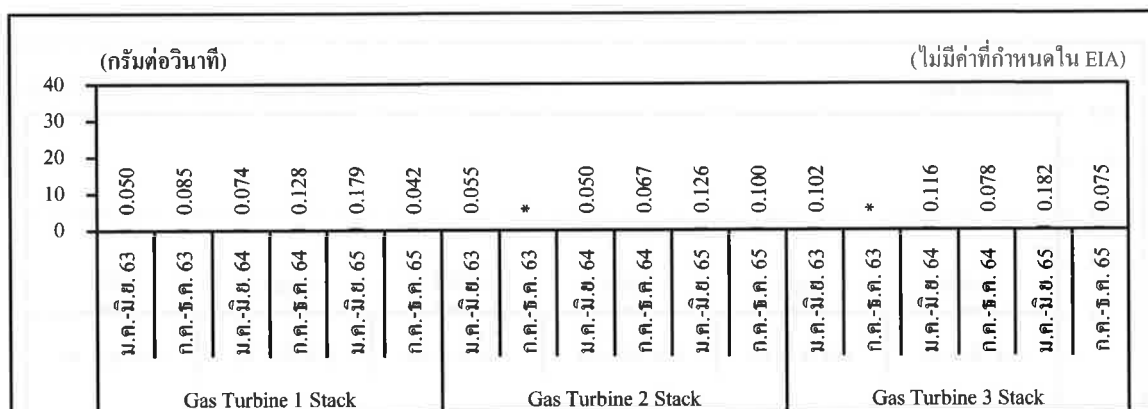 (กรัมต่อวินาที) (ไม่มีค่าที่กำหนดใน EIA)
40
30
20
10
0
0.050 0.085 0.074 0.128 0.179 0.042 0.055 * 0.050 0.067 0.126 0.100 0.102 * 0.116 0.078 0.182 0.075
ม.ค.-มิ.ย. 63 ก.ค.-ธ.ค. 63 ม.ค.-มิ.ย. 64 ก.ค.-ธ.ค. 64 ม.ค.-มิ.ย. 65 ก.ค.-ธ.ค. 65 ม.ค.-มิ.ย. 63 ก.ค.-ธ.ค. 63 ม.ค.-มิ.ย. 64 ก.ค.-ธ.ค. 64 ม.ค.-มิ.ย. 65 ก.ค.-ธ.ค. 65 ม.ค.-มิ.ย. 63 ก.ค.-ธ.ค. 63 ม.ค.-มิ.ย. 64 ก.ค.-ธ.ค. 64 ม.ค.-มิ.ย. 65 ก.ค.-ธ.ค. 65
Gas Turbine 1 Stack Gas Turbine 2 Stack Gas Turbine 3 Stack